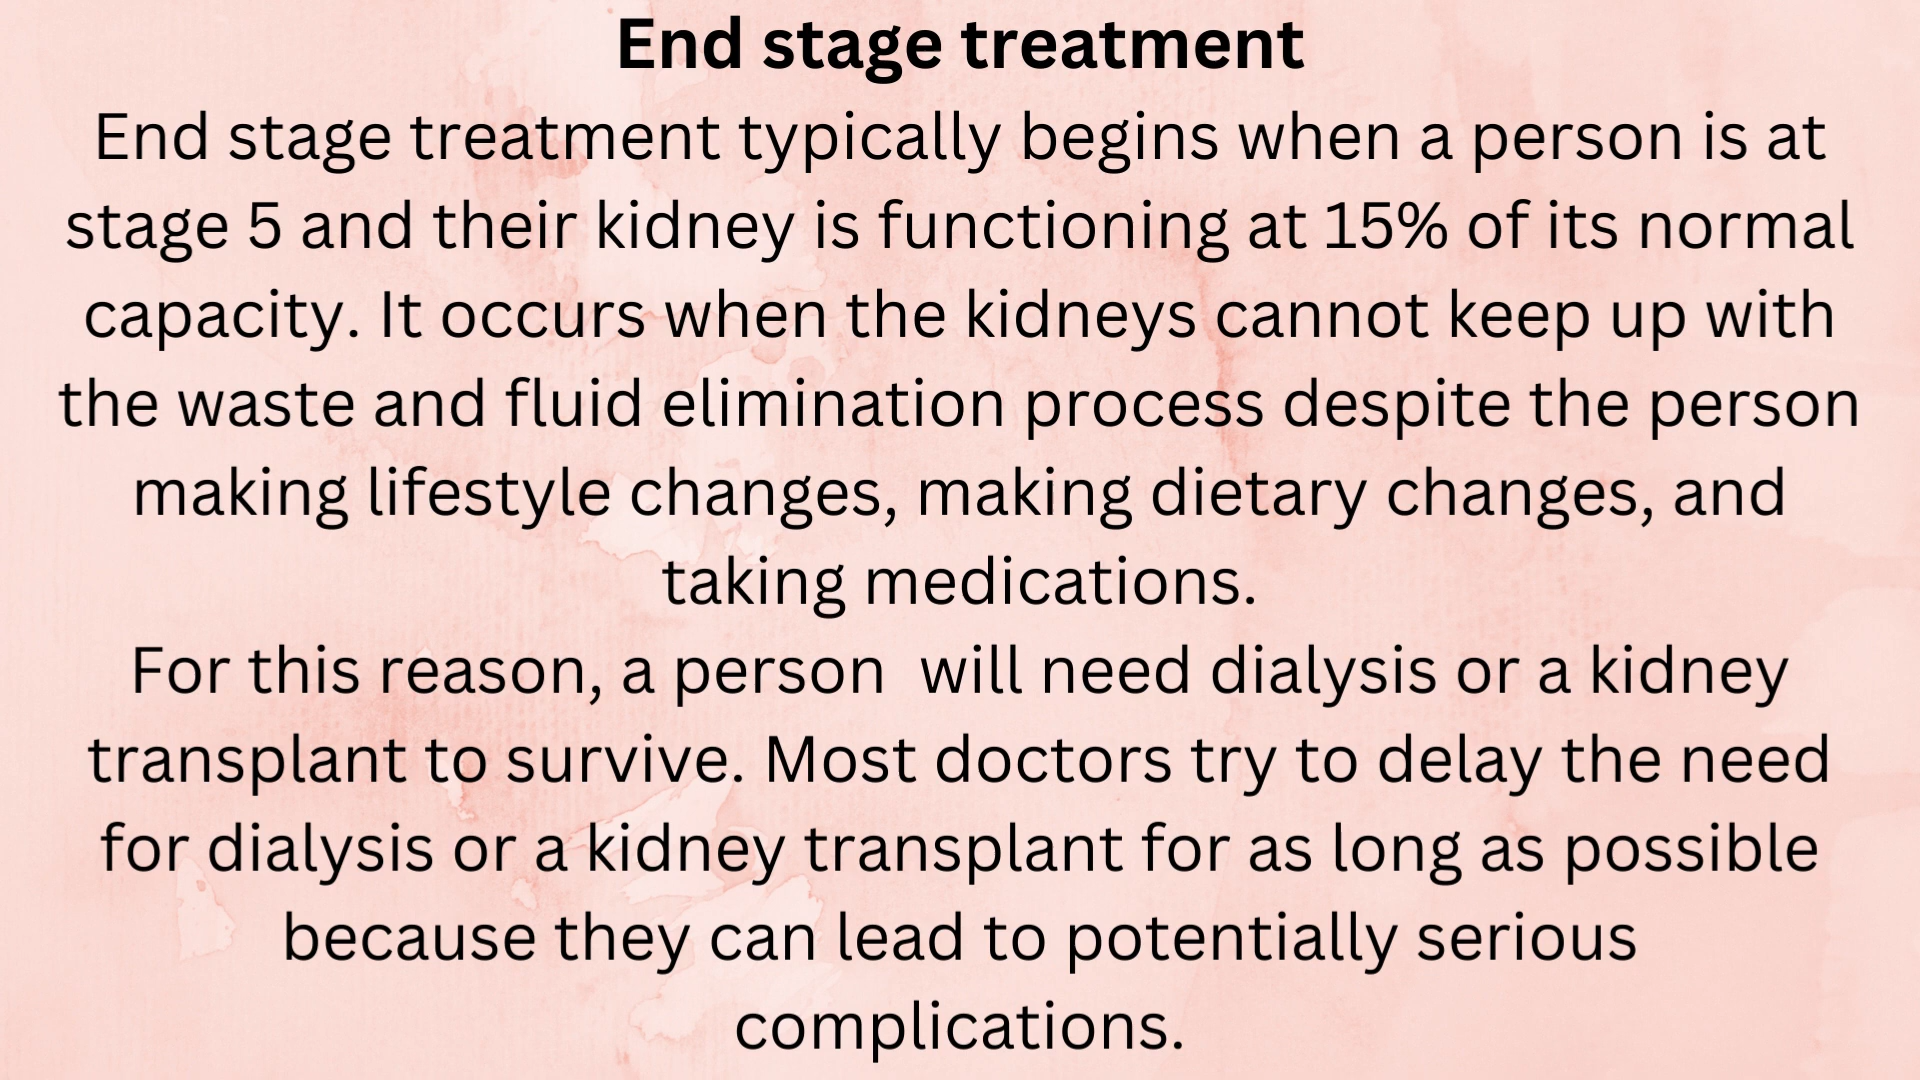 End stage treatment
End stage treatment typically begins when a person is at
stage 5 and their kidney is functioning at 15% of its normal
capacity. It occurs when the kidneys cannot keep up with
the waste and fluid elimination process despite the person
making lifestyle changes, making dietary changes, and
taking medications.
For this reason, a person  will need dialysis or a kidney
transplant to survive. Most doctors try to delay the need
for dialysis or a kidney transplant for as long as possible
because they can lead to potentially serious
complications.